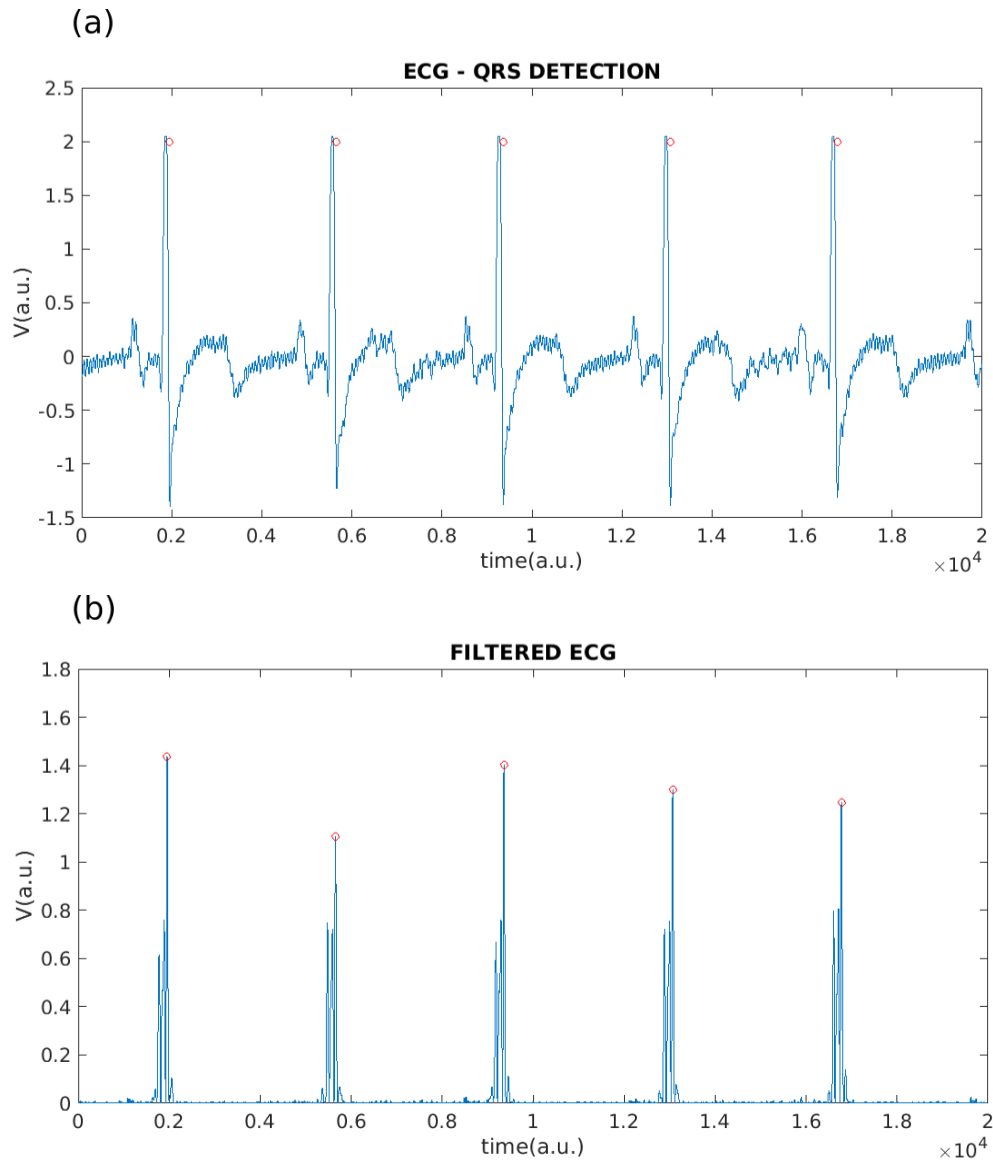 (a)
ECG - QRS DETECTION
2.5
2
1.5
1
0.5
0
-0.5
-1
-1.5
V(a.u.)
0 0.2 0.4 0.6 0.8 1 1.2 1.4 1.6 1.8 2
time(a.u.)
×10⁴
(b)
FILTERED ECG
1.8
1.6
1.4
1.2
1
0.8
0.6
0.4
0.2
0
V(a.u.)
0 0.2 0.4 0.6 0.8 1 1.2 1.4 1.6 1.8 2
time(a.u.)
×10⁴